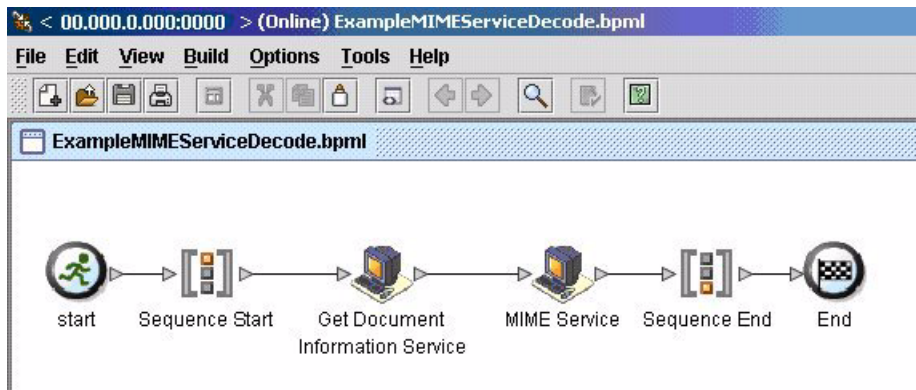 < 00.000.0.000:0000 > (Online) ExampleMIMEServiceDecode.bpml
File Edit View Build Options Tools Help
ExampleMIMEServiceDecode.bpml
start
Sequence Start
Get Document
Information Service
MIME Service
Sequence End
End